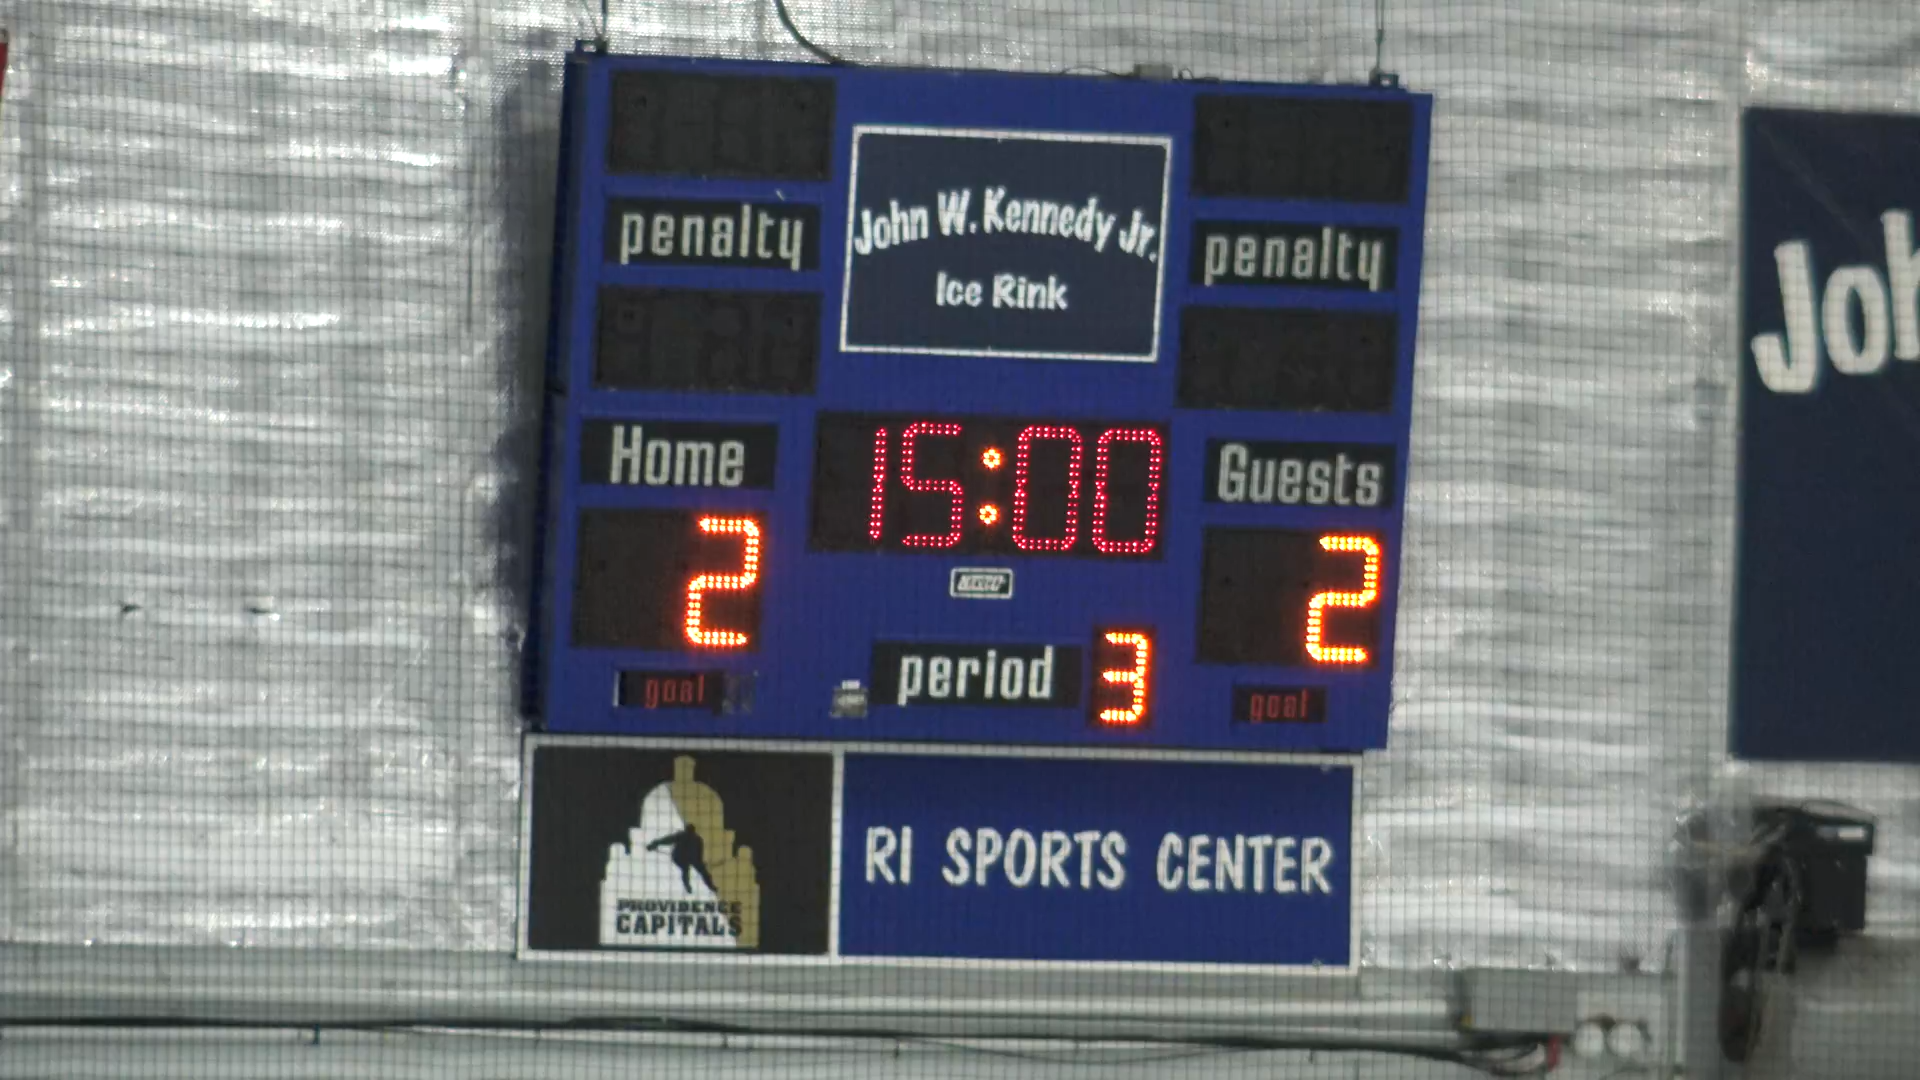 John W. Kennedy Jr.
Ice Rink
penalty
penalty
Home
15:00
Guests
2
2
period 3
goal
goal
PROVIDENCE
CAPITALS
RI SPORTS CENTER